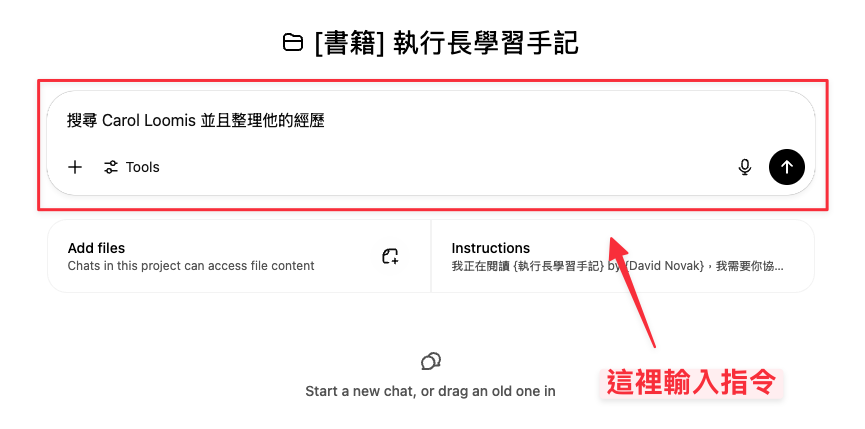 [書籍] 執行長學習手記
搜尋 Carol Loomis 並且整理他的經歷
Tools
Add files
Chats in this project can access file content
Instructions
我正在閱讀 {執行長學習手記} by {David Novak}，我需要你協...
Start a new chat, or drag an old one in
這裡輸入指令